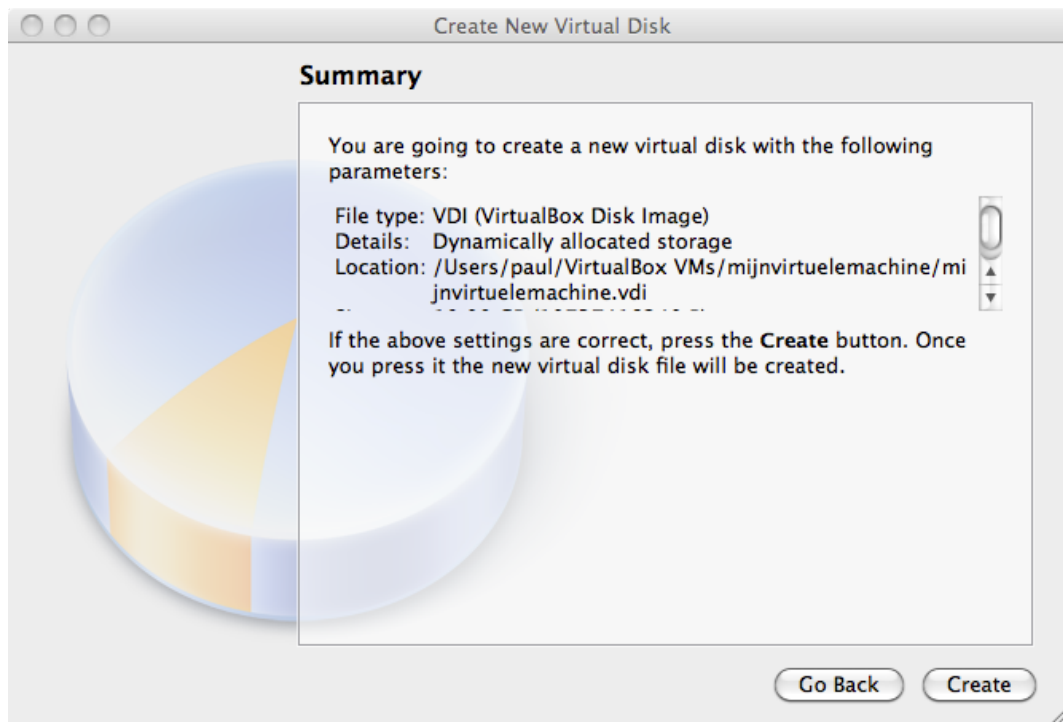 Create New Virtual Disk
Summary
You are going to create a new virtual disk with the following
parameters:
File type: VDI (VirtualBox Disk Image)
Details: Dynamically allocated storage
Location: /Users/paul/VirtualBox VMs/mijnvirtuelemachine/mi
jnvirtuelemachine.vdi
If the above settings are correct, press the Create button. Once
you press it the new virtual disk file will be created.
Go Back
Create